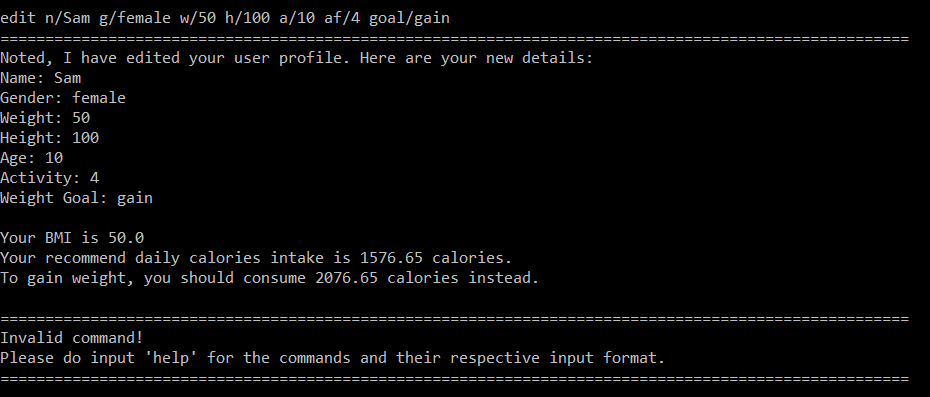 edit n/Sam g/female w/50 h/100 a/10 af/4 goal/gain
=====================================================================================================
Noted, I have edited your user profile. Here are your new details:
Name: Sam
Gender: female
Weight: 50
Height: 100
Age: 10
Activity: 4
Weight Goal: gain
Your BMI is 50.0
Your recommend daily calories intake is 1576.65 calories.
To gain weight, you should consume 2076.65 calories instead.
=====================================================================================================
Invalid command!
Please do input 'help' for the commands and their respective input format.
=====================================================================================================